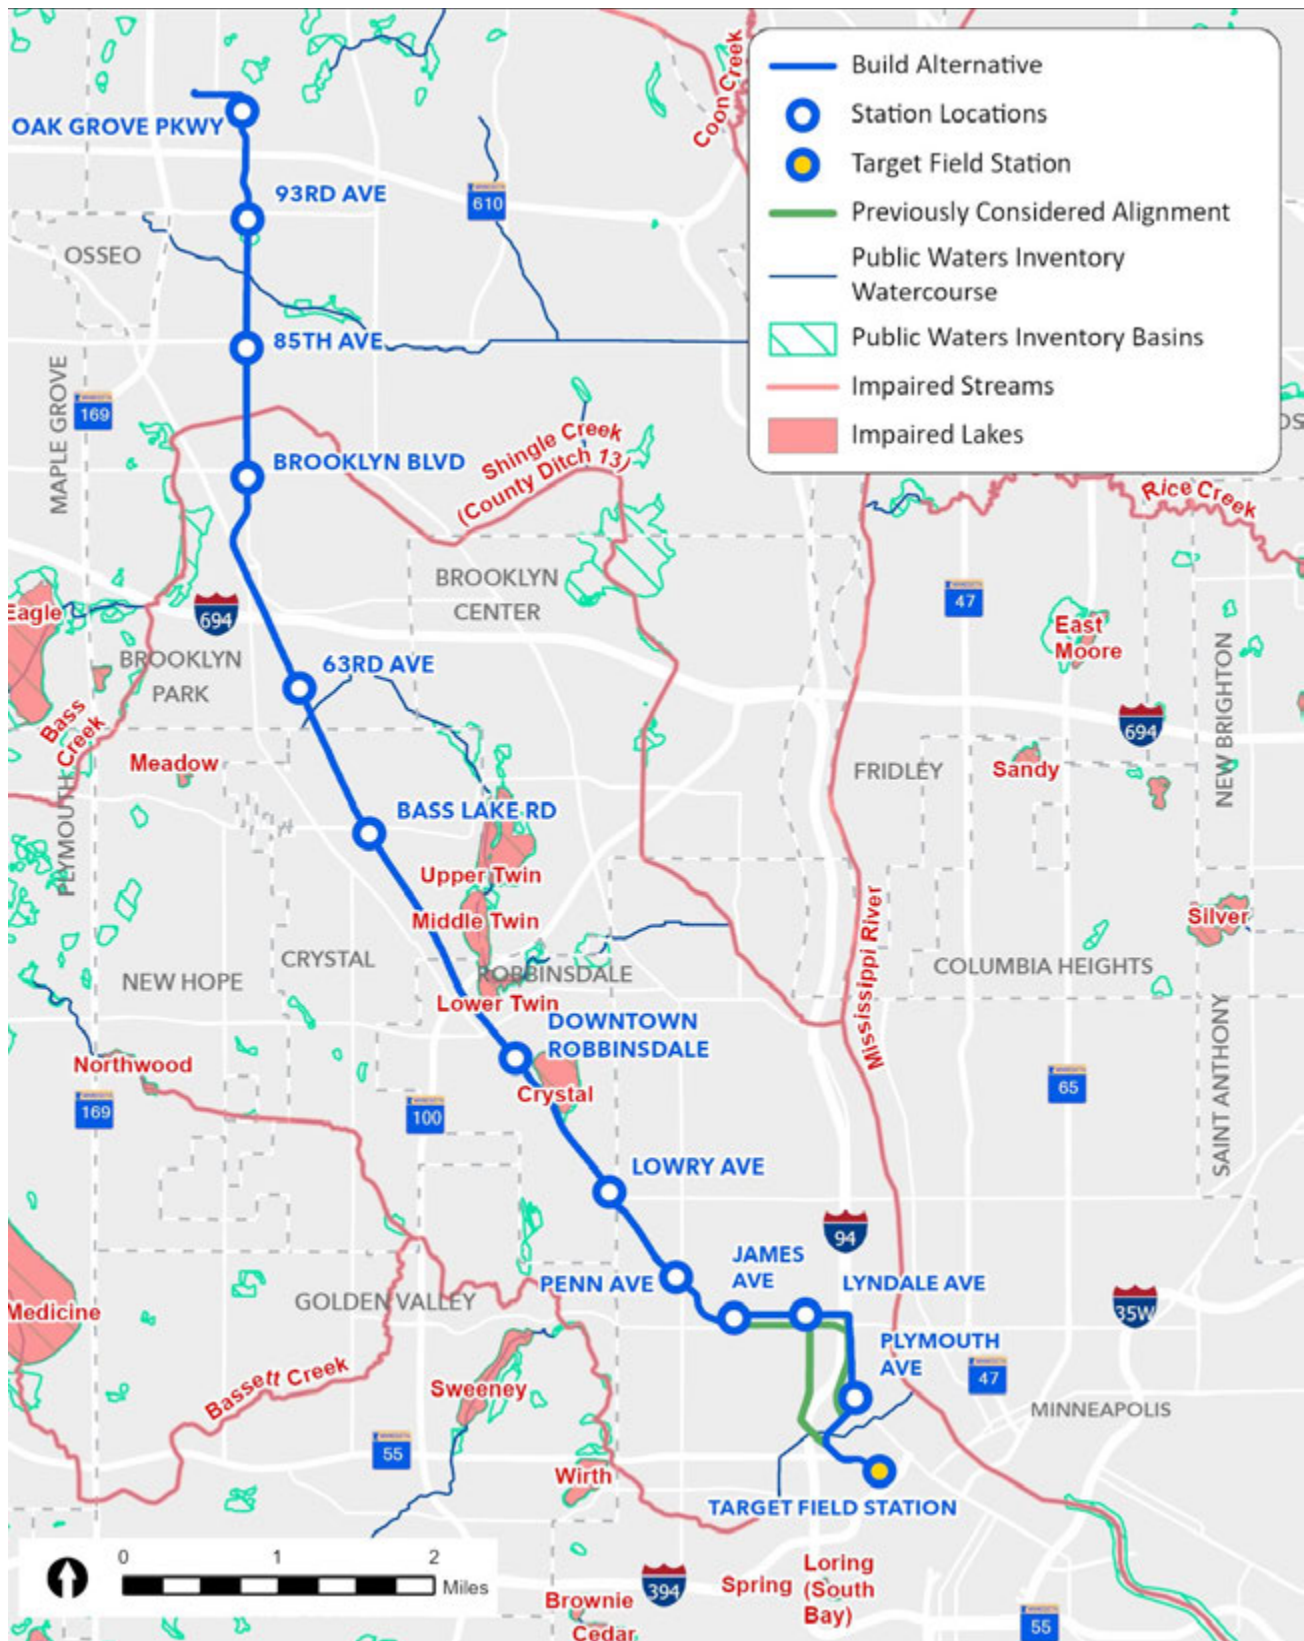 Build Alternative
Station Locations
Target Field Station
Previously Considered Alignment
Public Waters Inventory
Watercourse
Public Waters Inventory Basins
Impaired Streams
Impaired Lakes
Coon Creek
OAK GROVE PKWY
93RD AVE
610
OSSEO
85TH AVE
MAPLE GROVE
169
BROOKLYN BLVD
Shingle Creek
(County Ditch 13)
Rice Creek
BROOKLYN
CENTER
47
Eagle
694
East
Moore
BROOKLYN
PARK
63RD AVE
NEW BRIGHTON
Bass
Creek
694
Meadow
FRIDLEY
Sandy
PLYMOUTH
BASS LAKE RD
Upper Twin
Middle Twin
Silver
Mississippi River
CRYSTAL
NEW HOPE
ROBBINSDALE
COLUMBIA HEIGHTS
Lower Twin
DOWNTOWN
ROBBINSDALE
Northwood
Crystal
169
100
65
SAINT ANTHONY
LOWRY AVE
94
JAMES
AVE
PENN AVE
LYNDALE AVE
Medicine
GOLDEN VALLEY
35W
PLYMOUTH
AVE
Bassett Creek
Sweeney
47
MINNEAPOLIS
55
Wirth
TARGET FIELD STATION
0 1 2
Miles
394
Spring
Loring
(South
Bay)
Brownie
Cedar
55